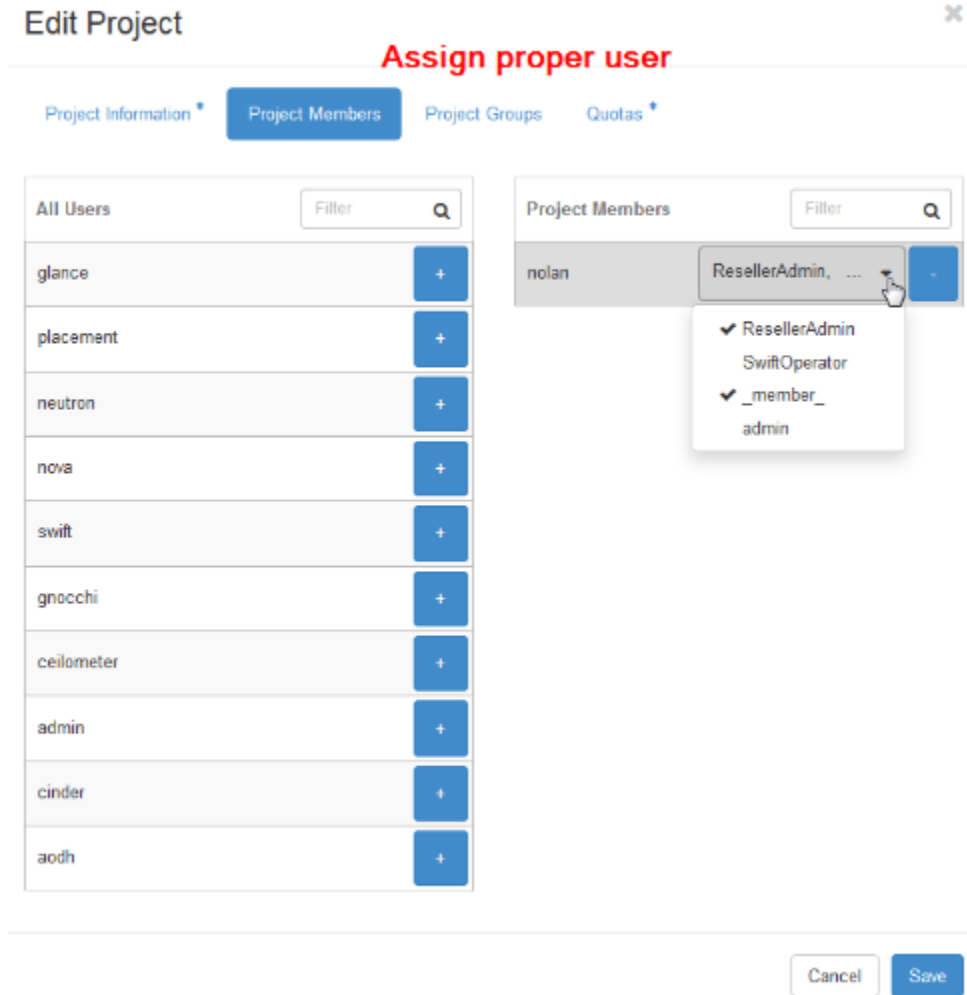 Edit Project
×
Assign proper user
Project Information *
Project Members
Project Groups
Quotas *
All Users
Filter
glance
+
placement
+
neutron
+
nova
+
swift
+
gnocchi
+
ceilometer
+
admin
+
cinder
+
aodh
+
Project Members
Filter
nolan
ResellerAdmin, ...
-
✔ ResellerAdmin
SwiftOperator
✔ _member_
admin
Cancel
Save